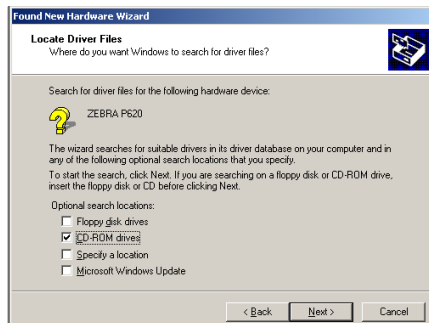 Found New Hardware Wizard
Locate Driver Files
Where do you want Windows to search for driver files?
Search for driver files for the following hardware device:
ZEBRA P620
The wizard searches for suitable drivers in its driver database on your computer and in
any of the following optional search locations that you specify.
To start the search, click Next. If you are searching on a floppy disk or CD-ROM drive,
insert the floppy disk or CD before clicking Next.
Optional search locations:
Floppy disk drives
CD-ROM drives
Specify a location
Microsoft Windows Update
< Back Next > Cancel